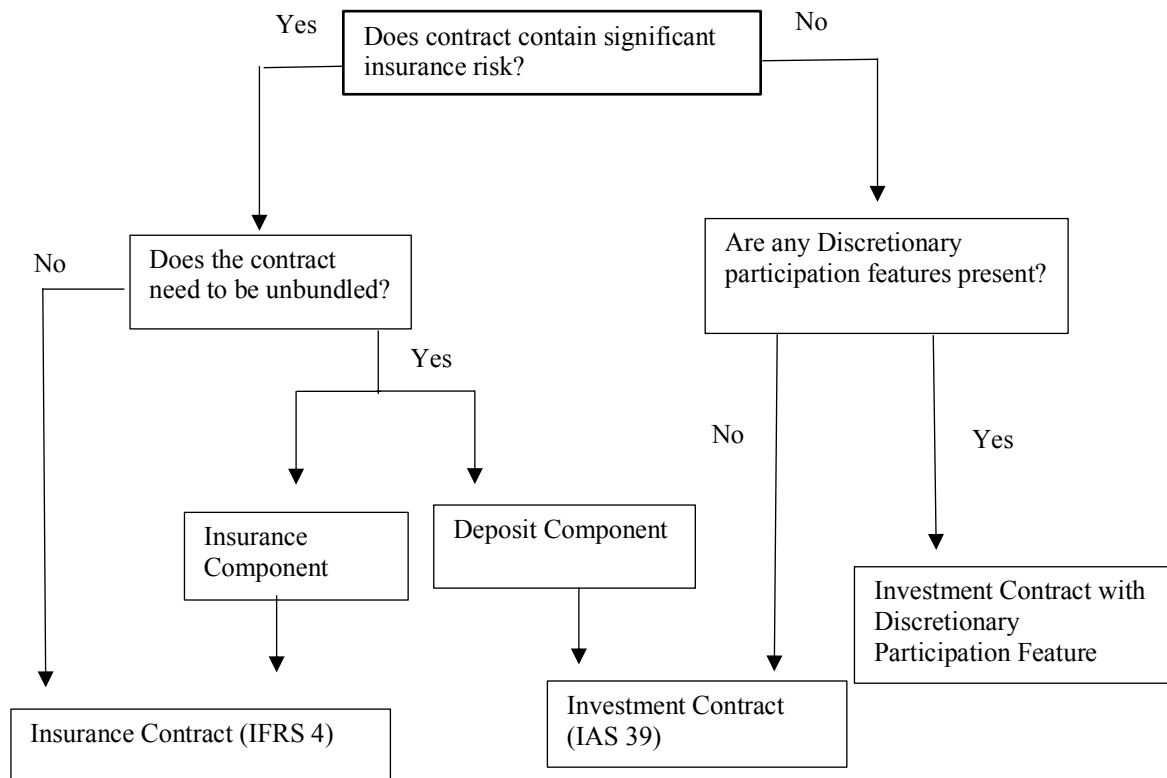 Yes
Does contract contain significant
insurance risk?
No
No
Does the contract
need to be unbundled?
Are any Discretionary
participation features present?
Yes
No
Yes
Insurance
Component
Deposit Component
Investment Contract with
Discretionary
Participation Feature
Insurance Contract (IFRS 4)
Investment Contract
(IAS 39)